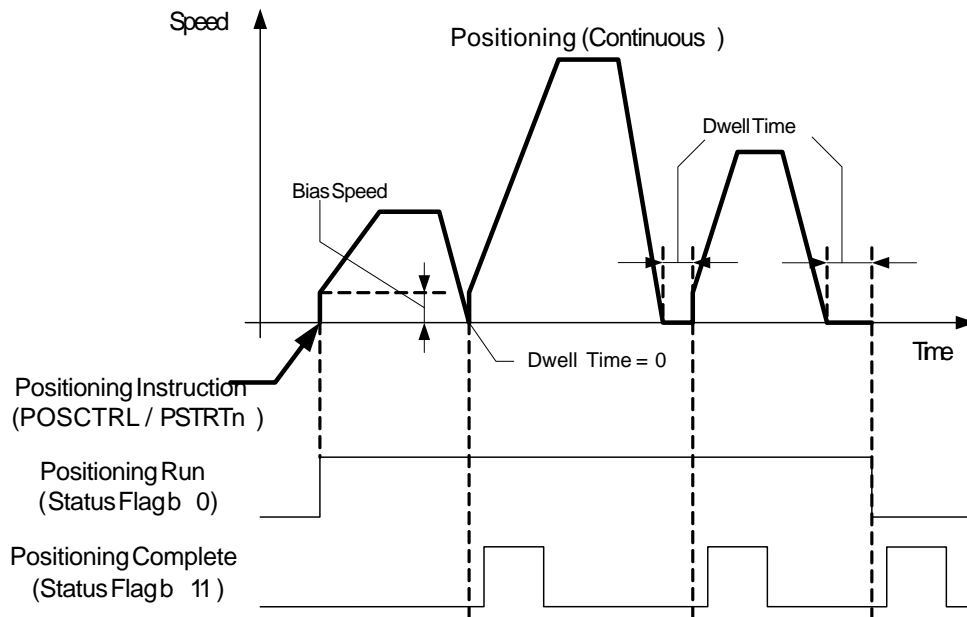 Speed
Positioning (Continuous )
Dwell Time
Bias Speed
Dwell Time = 0
Time
Positioning Instruction
(POSCTRL / PSTRTn )
Positioning Run
(Status Flag b 0)
Positioning Complete
(Status Flag b 11 )